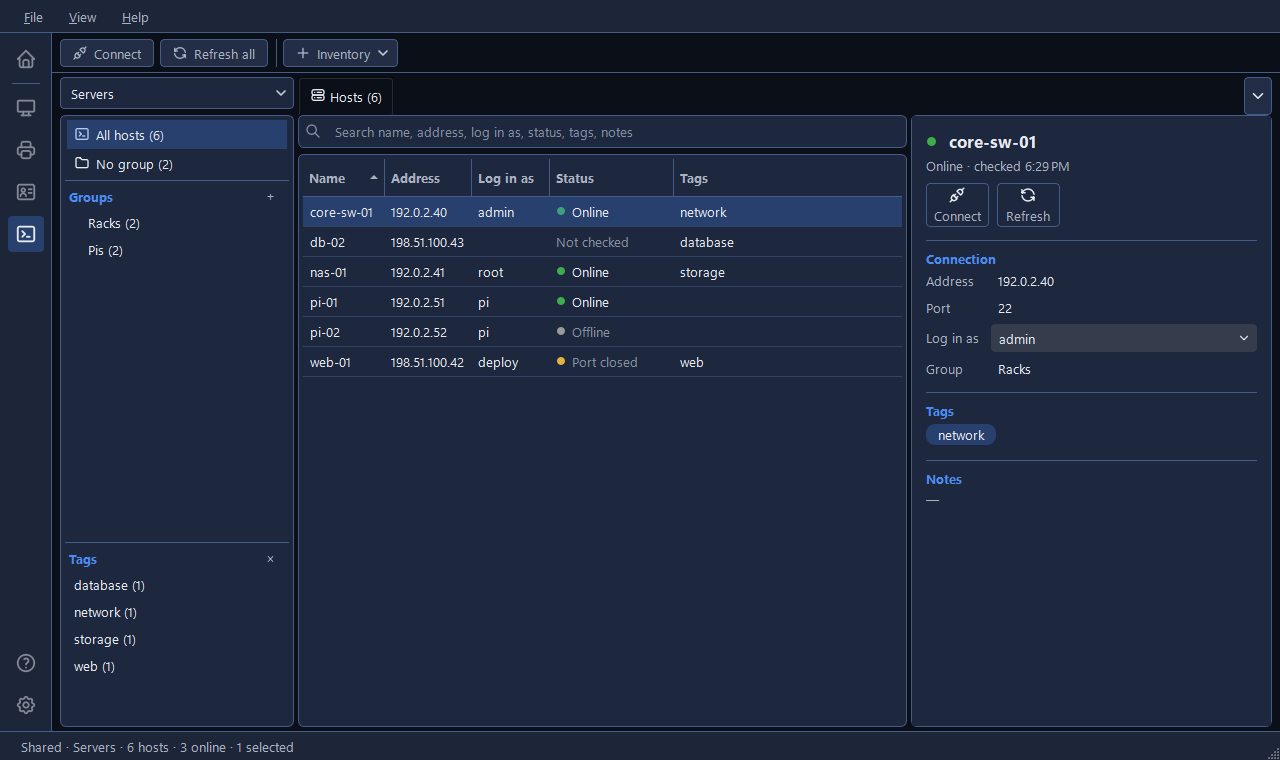 File View Help
Connect Refresh all Inventory
Servers
Hosts (6)
All hosts (6)
No group (2)
Groups +
Racks (2)
Pis (2)
Tags ×
database (1)
network (1)
storage (1)
web (1)
Search name, address, log in as, status, tags, notes
Name Address Log in as Status Tags
core-sw-01 192.0.2.40 admin Online network
db-02 198.51.100.43 Not checked database
nas-01 192.0.2.41 root Online storage
pi-01 192.0.2.51 pi Online
pi-02 192.0.2.52 pi Offline
web-01 198.51.100.42 deploy Port closed web
core-sw-01
Online · checked 6:29 PM
Connect Refresh
Connection
Address 192.0.2.40
Port 22
Log in as admin
Group Racks
Tags
network
Notes
—
Shared · Servers · 6 hosts · 3 online · 1 selected